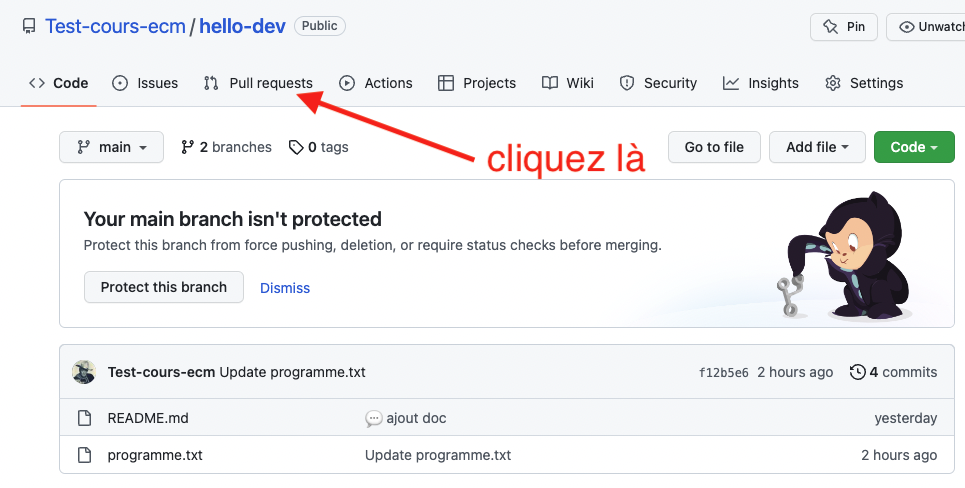 Test-cours-ecm / hello-dev Public Pin Unwatch
Code Issues Pull requests Actions Projects Wiki Security Insights Settings
main 2 branches 0 tags cliquez là Go to file Add file Code
Your main branch isn't protected
Protect this branch from force pushing, deletion, or require status checks before merging.
Protect this branch Dismiss
Test-cours-ecm Update programme.txt f12b5e6 2 hours ago 4 commits
README.md ajout doc yesterday
programme.txt Update programme.txt 2 hours ago